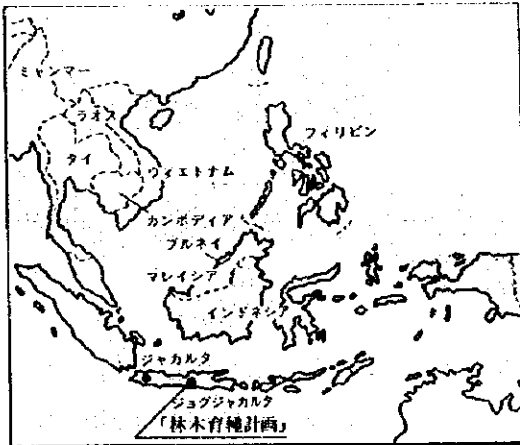 ミャンマー
ラオス
タイ
フィリピン
ヴィエトナム
カンボディア
ブルネイ
マレイシア
インドネシア
ジャカルタ
ジョグジャカルタ
「林木育種計画」